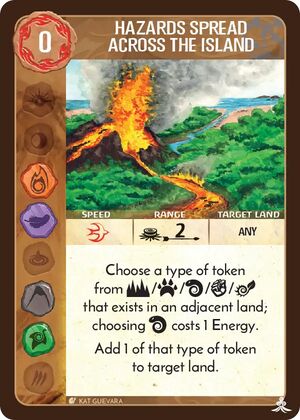 0
HAZARDS SPREAD
ACROSS THE ISLAND
SPEED RANGE TARGET LAND
2 ANY
Choose a type of token
from / / / /
that exists in an adjacent land;
choosing costs 1 Energy.
Add 1 of that type of token
to target land.
KAT GUEVARA